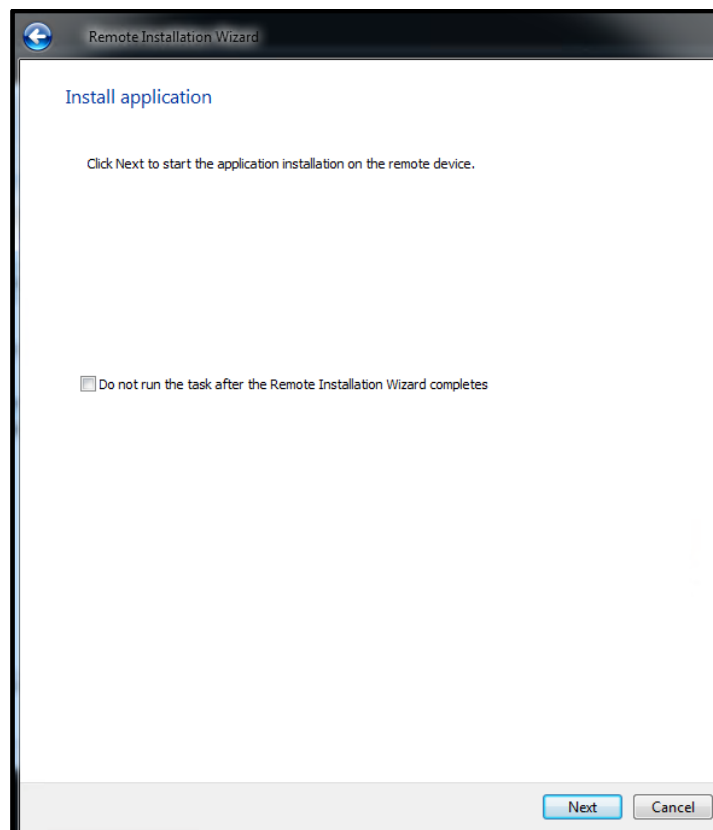 Remote Installation Wizard
Install application
Click Next to start the application installation on the remote device.
Do not run the task after the Remote Installation Wizard completes
Next Cancel